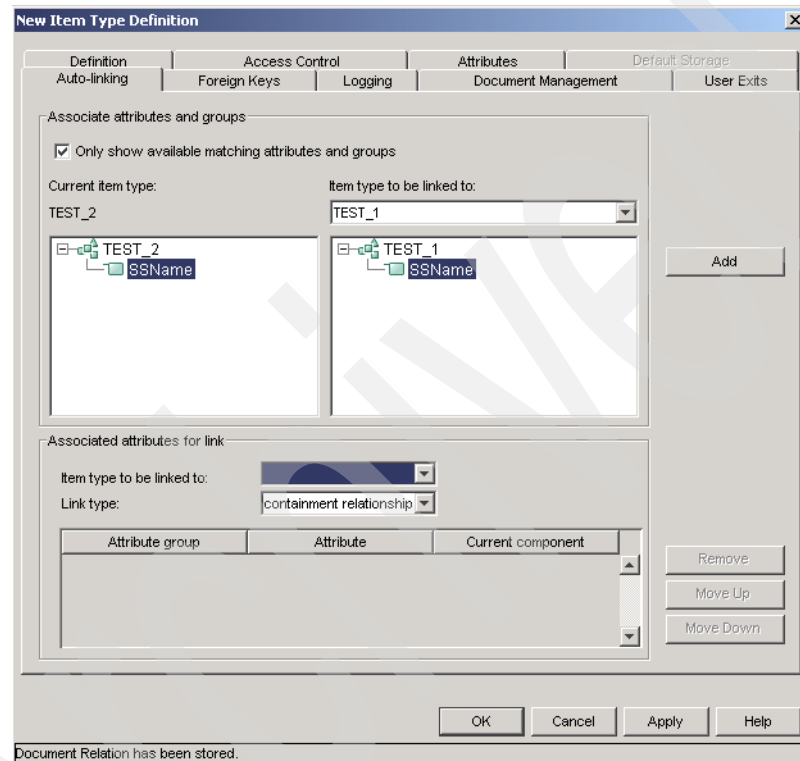 New Item Type Definition
Definition Access Control Attributes Default Storage
Auto-linking Foreign Keys Logging Document Management User Exits
Associate attributes and groups
Only show available matching attributes and groups
Current item type: Item type to be linked to:
TEST_2 TEST_1
TEST_2 TEST_1
SSName SSName
Add
Associated attributes for link
Item type to be linked to:
Link type: containment relationship
Attribute group Attribute Current component
Remove
Move Up
Move Down
OK Cancel Apply Help
Document Relation has been stored.